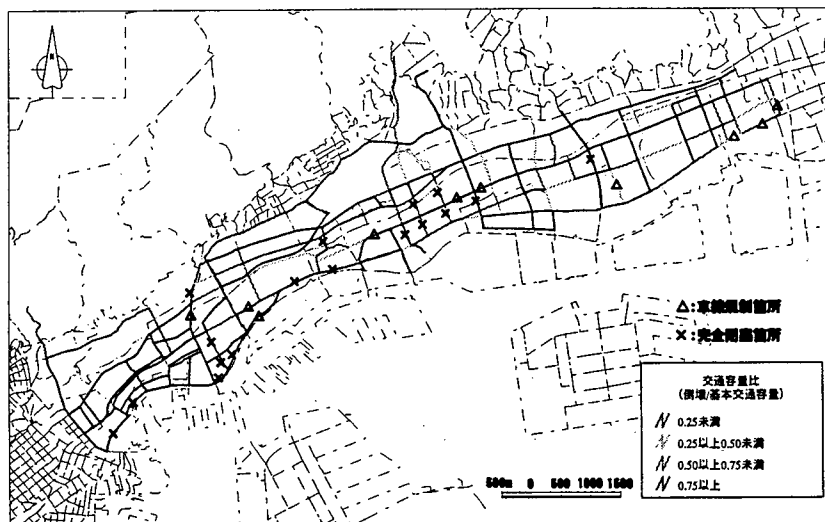 △:車線規制箇所
×:完全閉塞箇所
交通容量比
(倒壊/基本交通容量)
0.25未満
0.25以上0.50未満
0.50以上0.75未満
0.75以上
500m 0 500 1000 1500